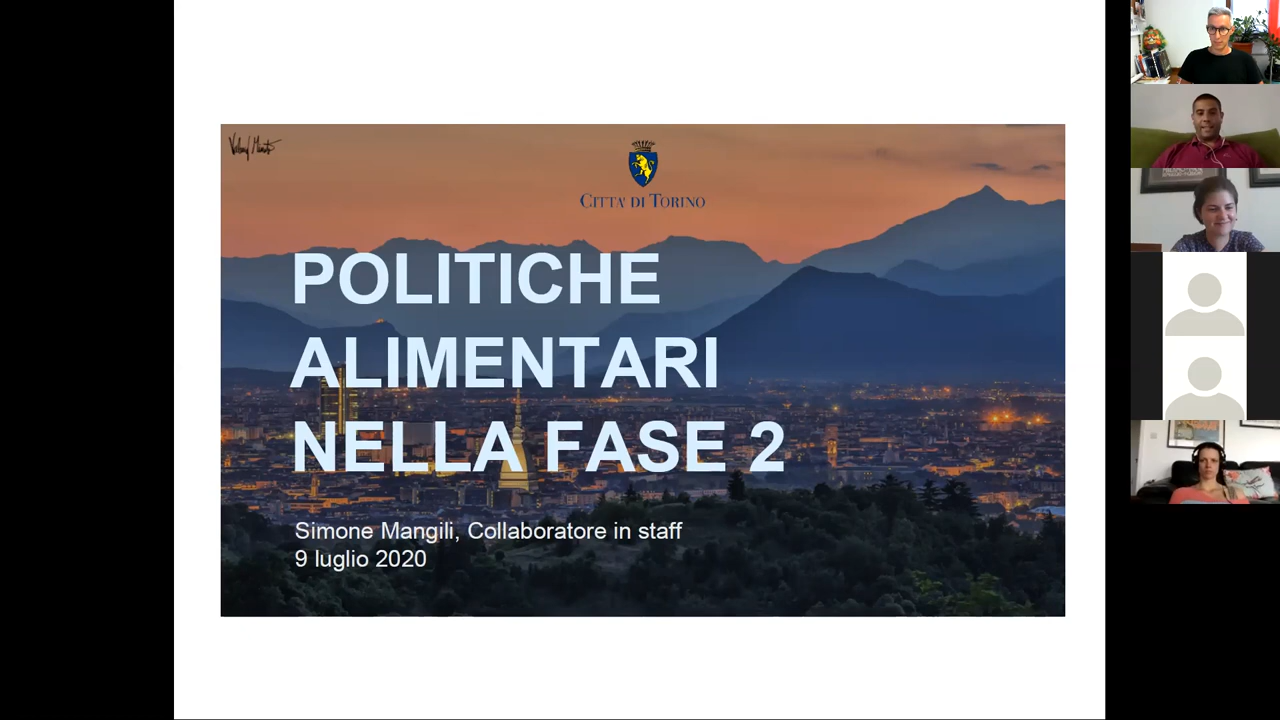 CITTA' DI TORINO
POLITICHE
ALIMENTARI
NELLA FASE 2
Simone Mangili, Collaboratore in staff
9 luglio 2020